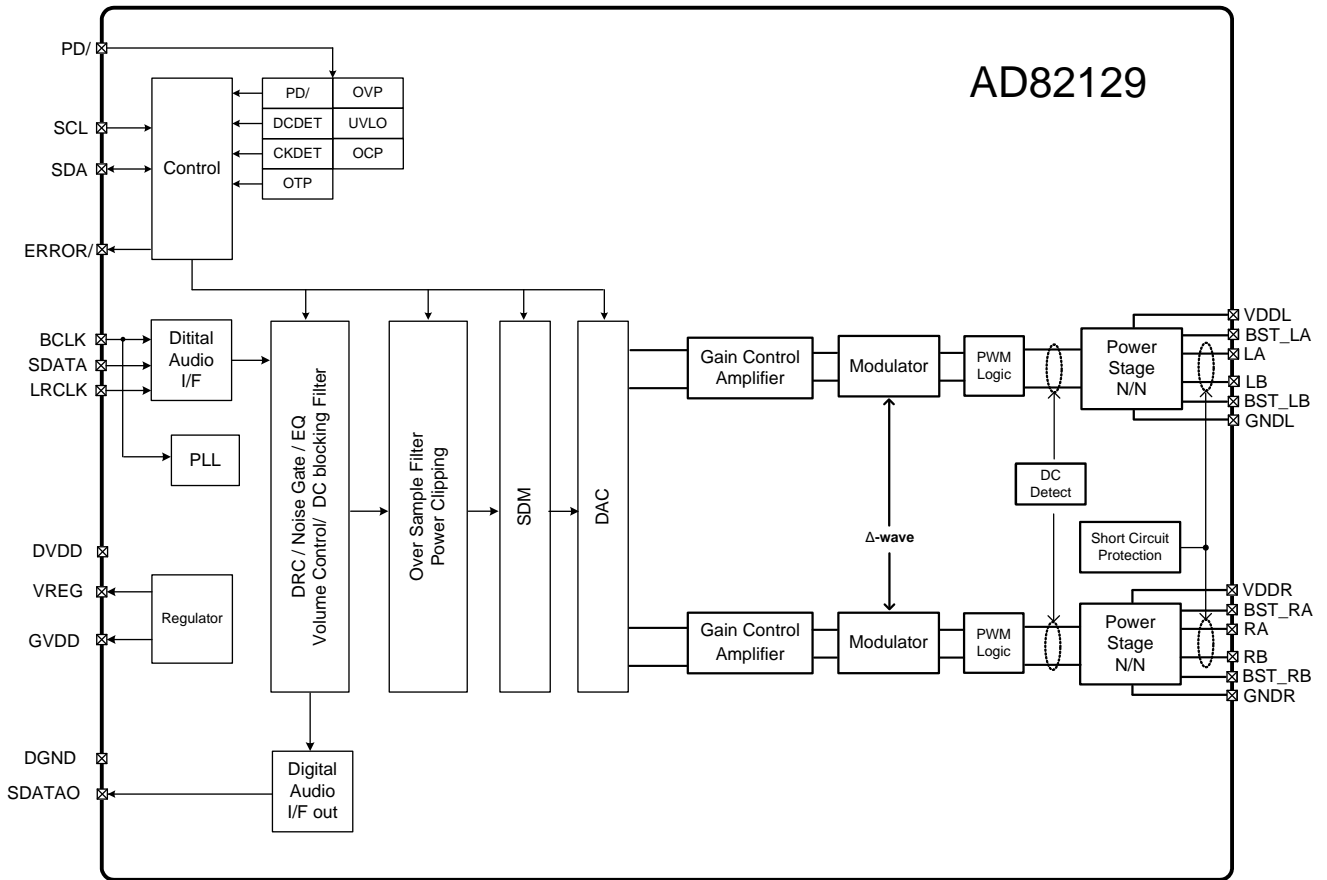 AD82129
PD/
SCL
SDA
ERROR/
BCLK
SDATA
LRCLK
DVDD
VREG
GVDD
DGND
SDATAO
Control
PD/
OVP
DCDET
UVLO
CKDET
OCP
OTP
Ditital
Audio
I/F
PLL
Regulator
DRC / Noise Gate / EQ
Volume Control/ DC blocking Filter
Over Sample Filter
Power Clipping
SDM
DAC
Digital
Audio
I/F out
Gain Control
Amplifier
Modulator
PWM
Logic
Power
Stage
N/N
VDDL
BST_LA
LA
LB
BST_LB
GNDL
Δ-wave
DC
Detect
Short Circuit
Protection
Gain Control
Amplifier
Modulator
PWM
Logic
Power
Stage
N/N
VDDR
BST_RA
RA
RB
BST_RB
GNDR